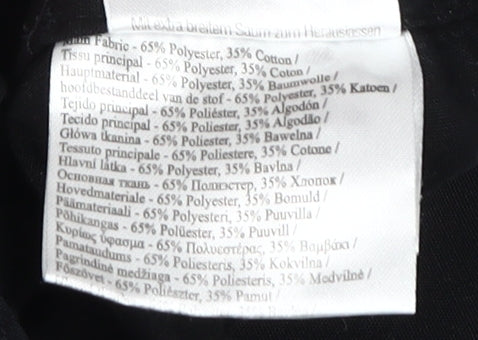 Mit extra breitem Saum zum Herauslassen
Main Fabric - 65% Polyester, 35% Cotton /
Tissu principal - 65% Polyester, 35% Coton /
Hauptmaterial - 65% Polyester, 35% Baumwolle /
hoofdbestanddeel van de stof - 65% Polyester, 35% Katoen /
Tejido principal - 65% Poliéster, 35% Algodón /
Tecido principal - 65% Poliester, 35% Algodão /
Główa tkanina - 65% Poliester, 35% Bawelna /
Tessuto principale - 65% Poliestere, 35% Cotone /
Hlavní látka - 65% Polyester, 35% Bavlna /
Основная ткань - 65% Полиэстер, 35% Хлопок /
Hovedmateriale - 65% Polyester, 35% Bomuld /
Päämateriaali - 65% Polyesteri, 35% Puuvilla /
Põhikangas - 65% Polüester, 35% Puuvill /
Κυρίως ύφασμα - 65% Πολυεστέρας, 35% Βαμβάκι /
Pamataudums - 65% Poliesteris, 35% Kokvilna /
Pagrindinė medžiaga - 65% Poliesteris, 35% Medvilnė /
Főszövet - 65% Poliészter, 35% Pamut /